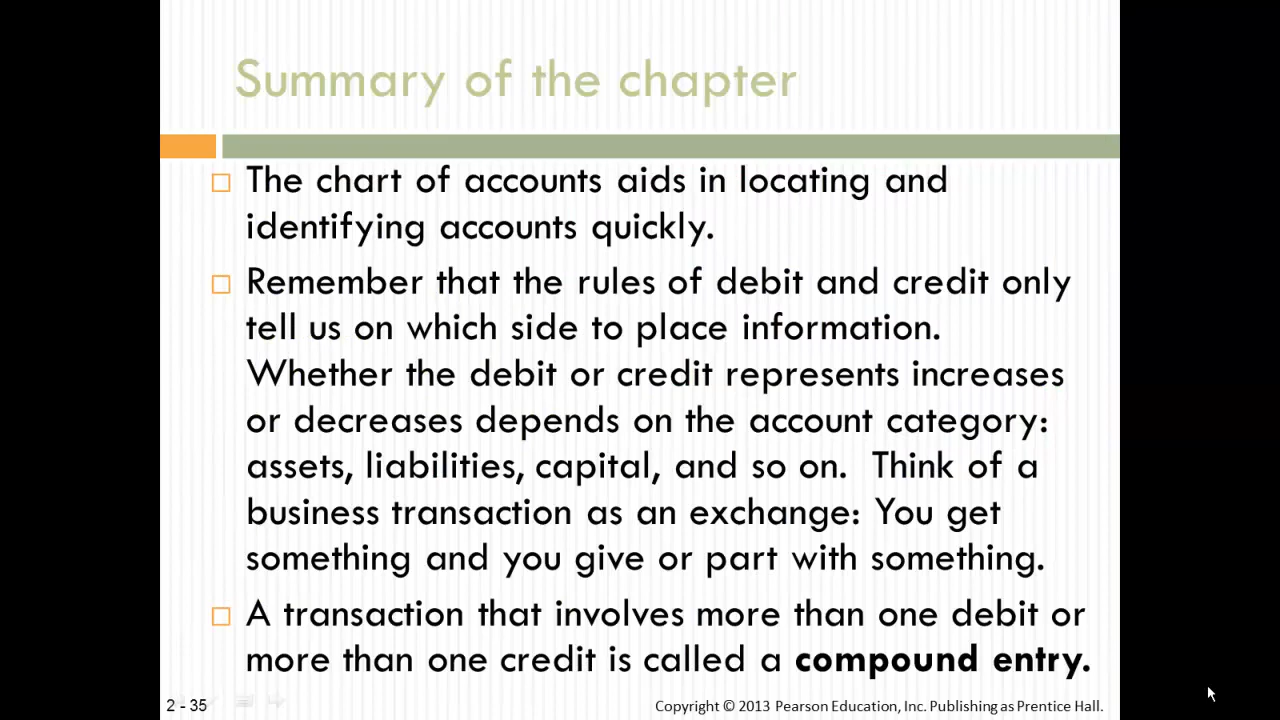 Summary of the chapter
The chart of accounts aids in locating and
identifying accounts quickly.
Remember that the rules of debit and credit only
tell us on which side to place information.
Whether the debit or credit represents increases
or decreases depends on the account category:
assets, liabilities, capital, and so on.  Think of a
business transaction as an exchange: You get
something and you give or part with something.
A transaction that involves more than one debit or
more than one credit is called a compound entry.
2 - 35
Copyright © 2013 Pearson Education, Inc. Publishing as Prentice Hall.